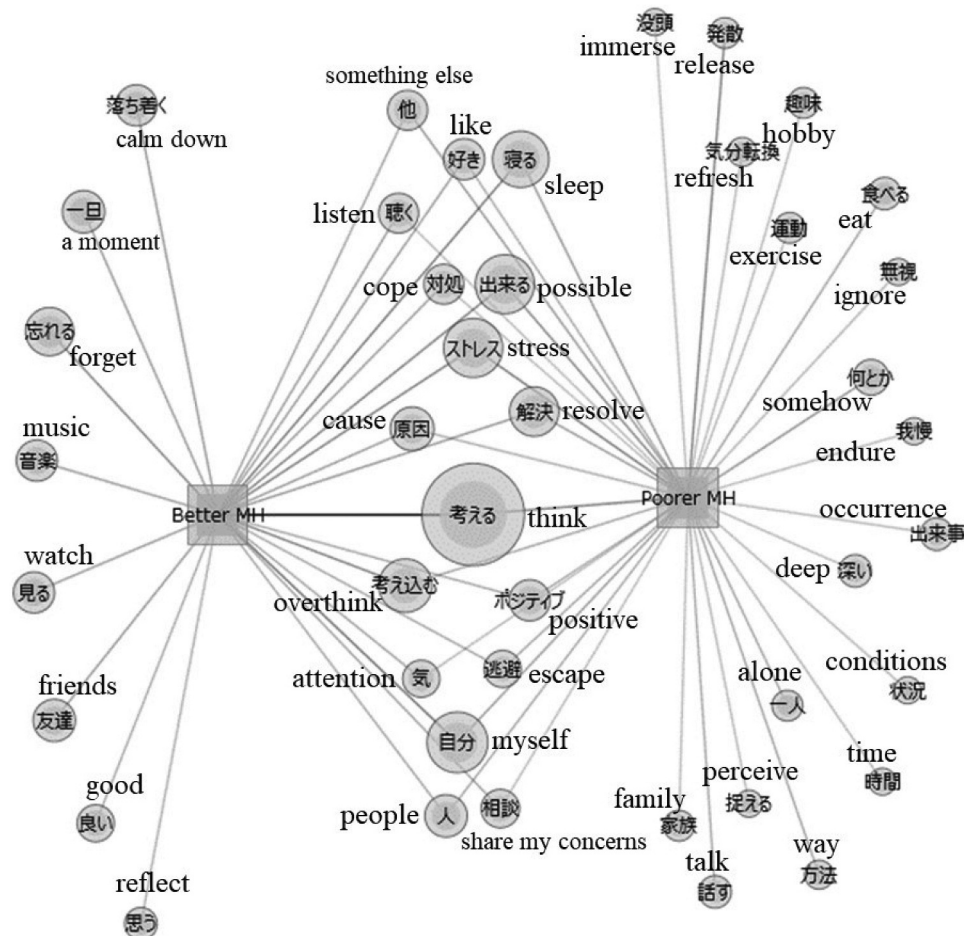 没頭
immerse
発散
release
something else
他
落ち着く
calm down
like
好き
寝る
sleep
趣味
hobby
気分転換
refresh
一旦
a moment
listen
聴く
食べる
eat
運動
exercise
cope
対処
出来る
possible
無視
ignore
忘れる
forget
ストレス
stress
何とか
somehow
cause
原因
解決
resolve
我慢
endure
music
音楽
Better MH
考える
think
Poorer MH
occurrence
出来事
watch
見る
考え込む
overthink
ポジティブ
positive
deep
深い
friends
友達
attention
気
逃避
escape
alone
一人
conditions
状況
自分
myself
good
良い
people
人
相談
share my concerns
family
家族
perceive
捉える
time
時間
reflect
思う
talk
話す
way
方法